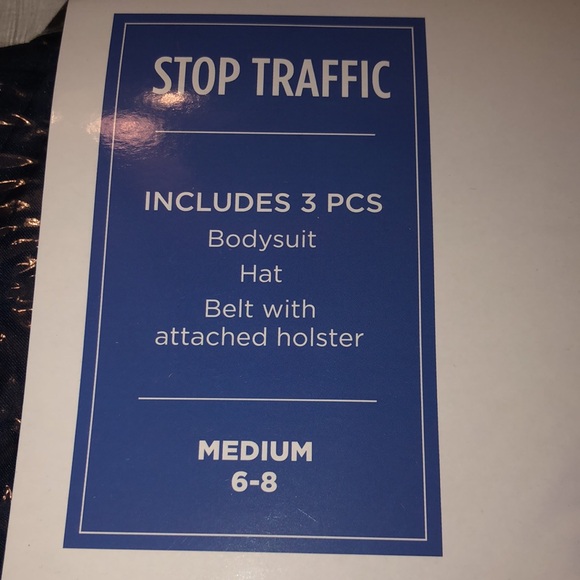 STOP TRAFFIC
INCLUDES 3 PCS
Bodysuit
Hat
Belt with
attached holster
MEDIUM
6-8